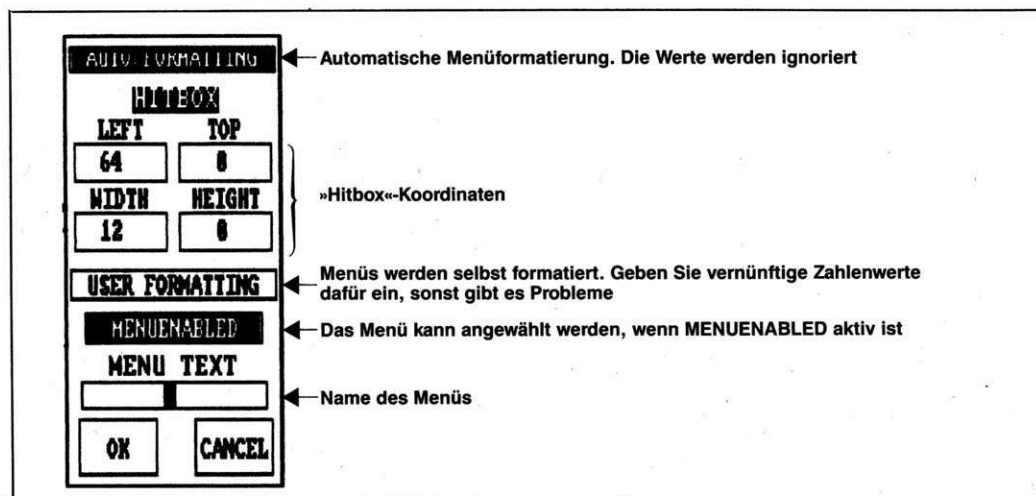 AUTO FORMATTING
Automatische Menüformatierung. Die Werte werden ignoriert
HITBOX
LEFT TOP
64 0
»Hitbox«-Koordinaten
WIDTH HEIGHT
12 0
USER FORMATTING
Menüs werden selbst formatiert. Geben Sie vernünftige Zahlenwerte
dafür ein, sonst gibt es Probleme
MENUENABLED
Das Menü kann angewählt werden, wenn MENUENABLED aktiv ist
MENU TEXT
Name des Menüs
OK CANCEL